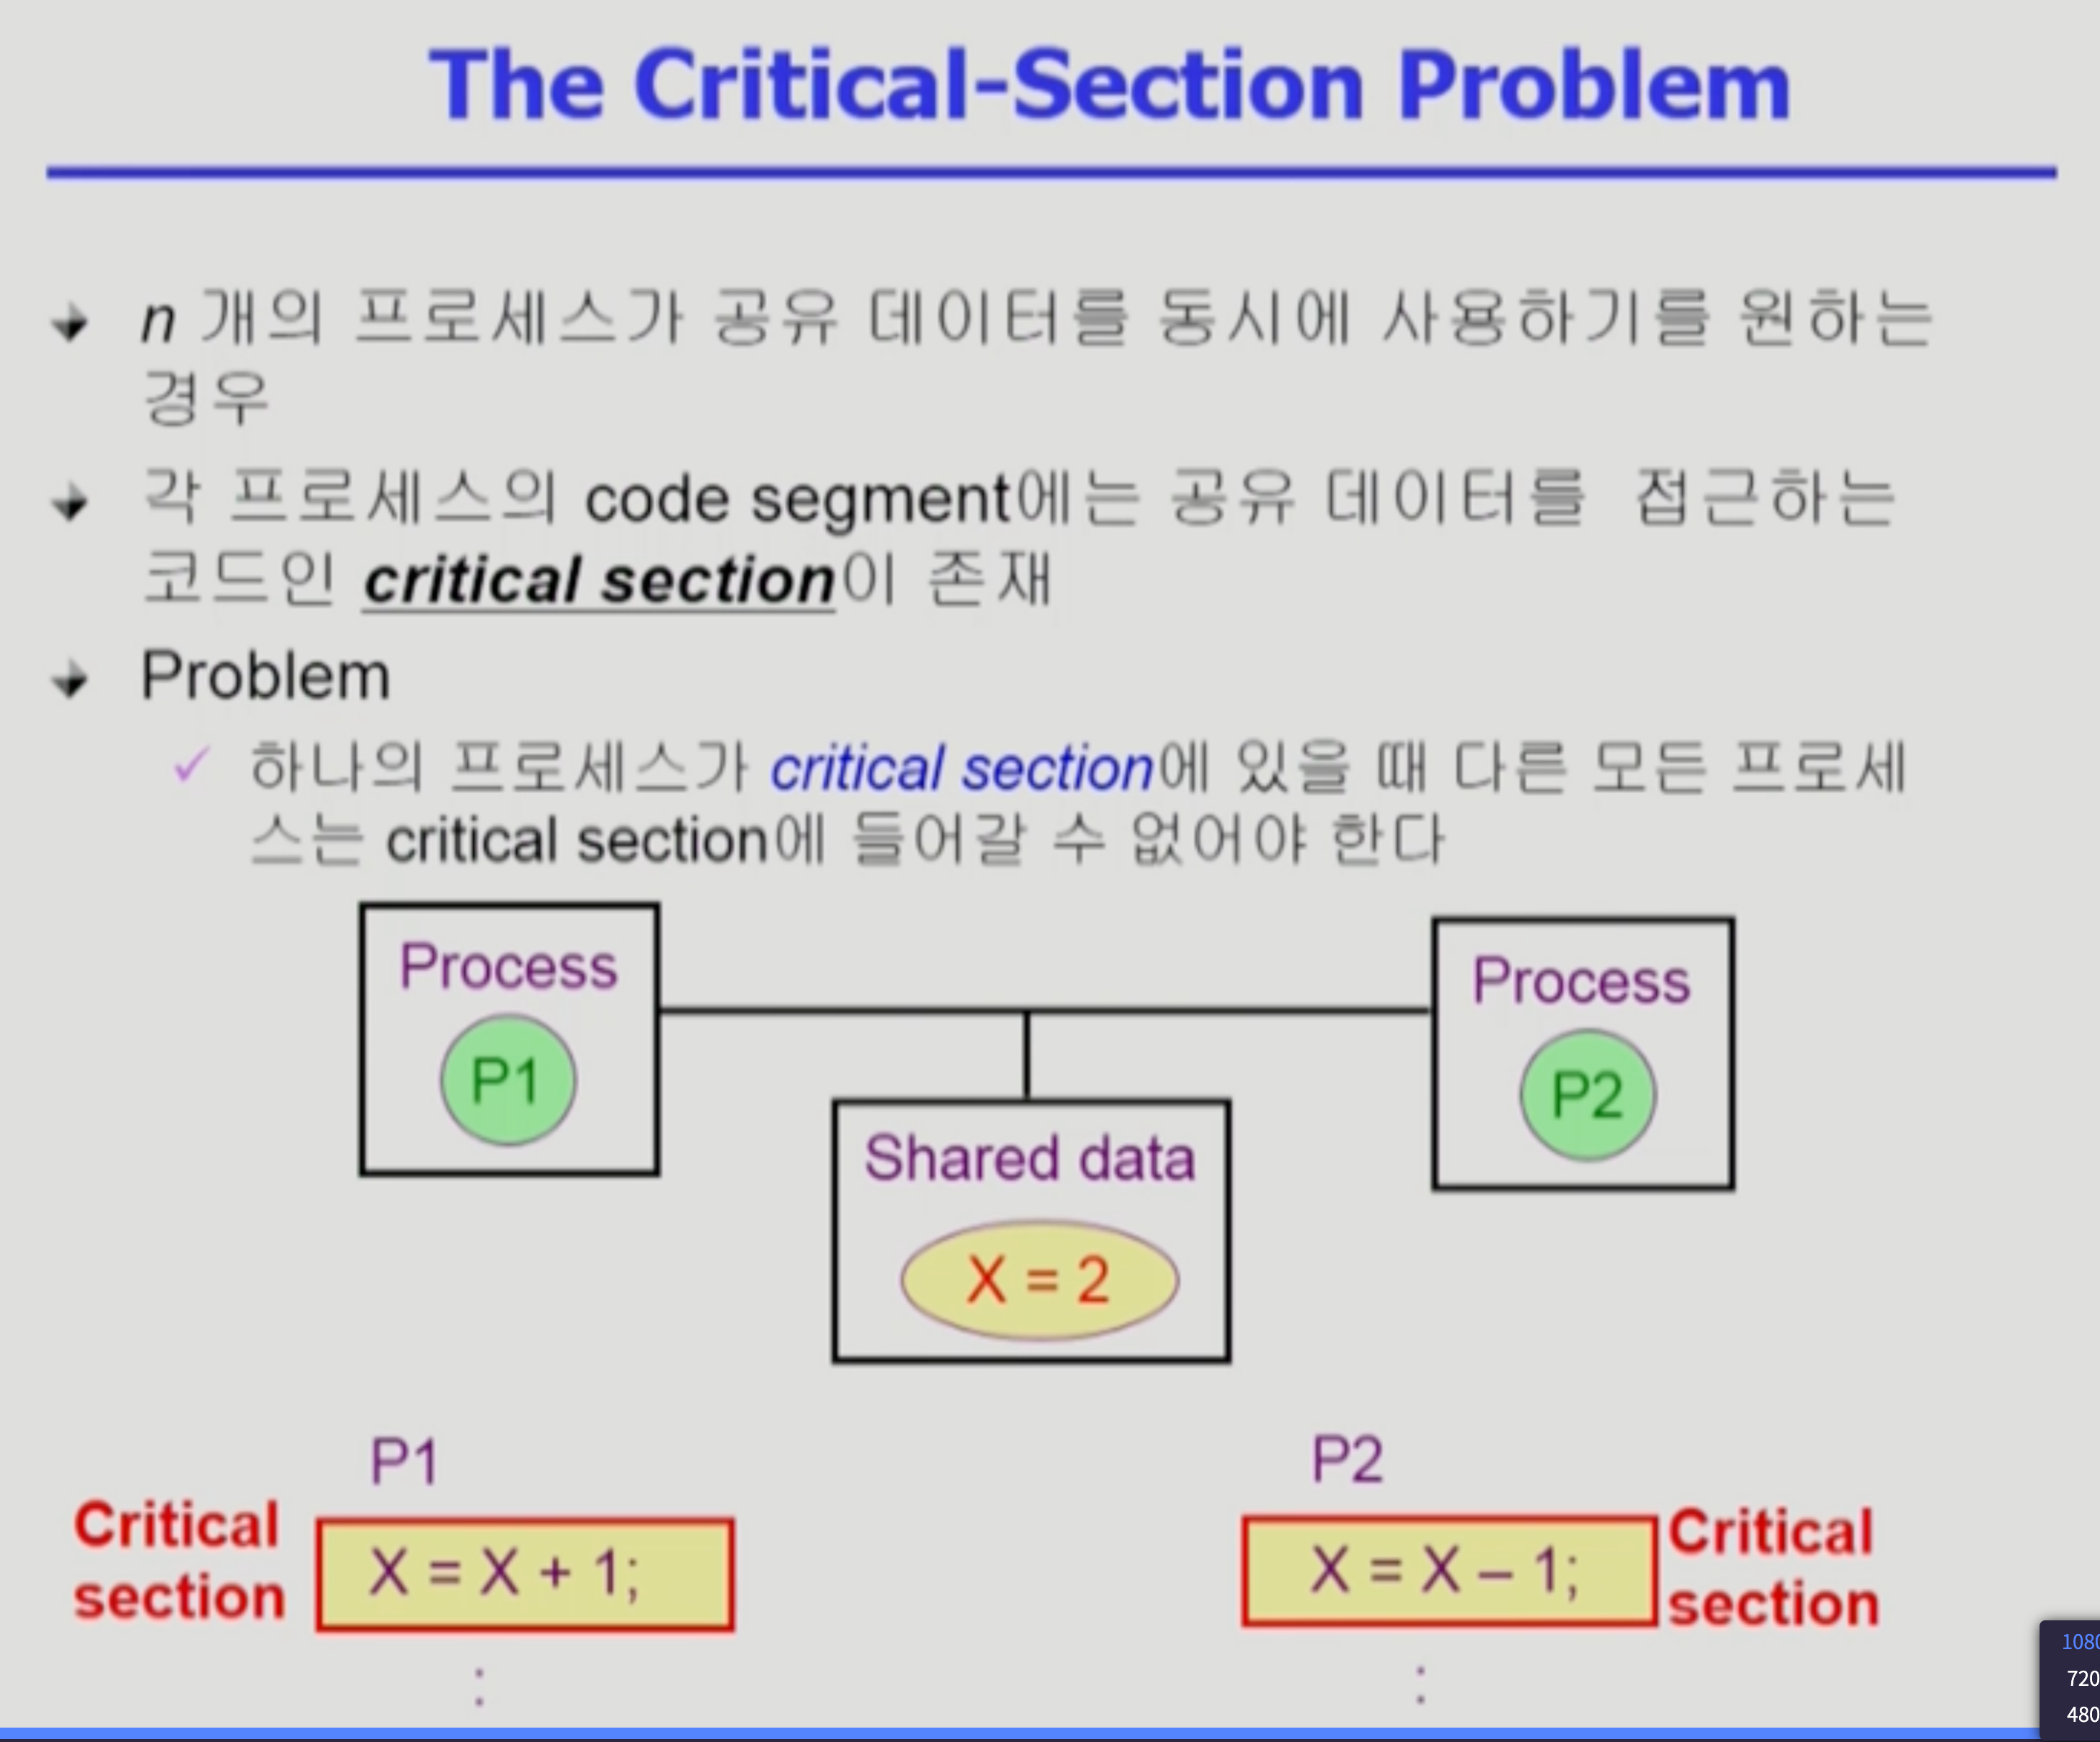 The Critical-Section Problem
n 개의 프로세스가 공유 데이터를 동시에 사용하기를 원하는
경우
각 프로세스의 code segment에는 공유 데이터를 접근하는
코드인 critical section이 존재
Problem
하나의 프로세스가 critical section에 있을 때 다른 모든 프로세
스는 critical section에 들어갈 수 없어야 한다
Process
P1
Process
P2
Shared data
X = 2
P1
Critical
section
X = X + 1;
:
P2
X = X – 1;
Critical
section
:
1080
720
480